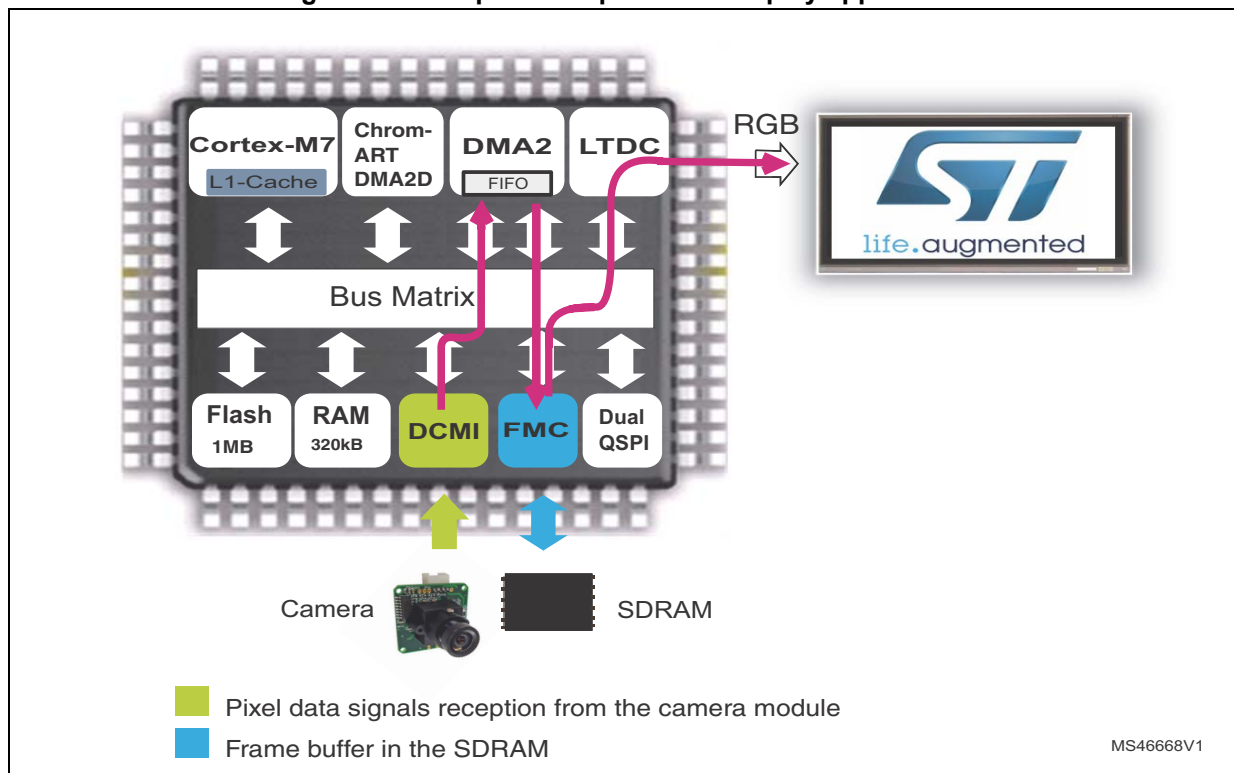 Cortex-M7
L1-Cache
Chrom-
ART
DMA2D
DMA2
FIFO
LTDC
RGB
life.augmented
Bus Matrix
Flash
1MB
RAM
320kB
DCMI
FMC
Dual
QSPI
Camera
SDRAM
Pixel data signals reception from the camera module
Frame buffer in the SDRAM
MS46668V1